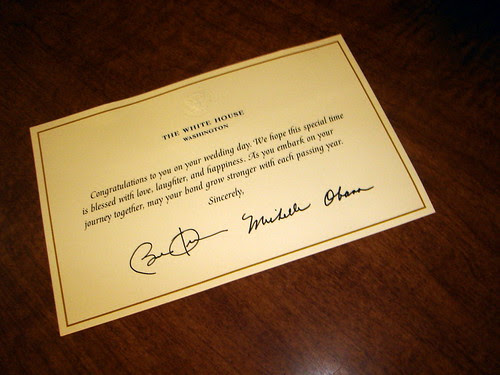 THE WHITE HOUSE
WASHINGTON
Congratulations to you on your wedding day. We hope this special time
is blessed with love, laughter, and happiness. As you embark on your
journey together, may your bond grow stronger with each passing year.
Sincerely,
Michelle Obama